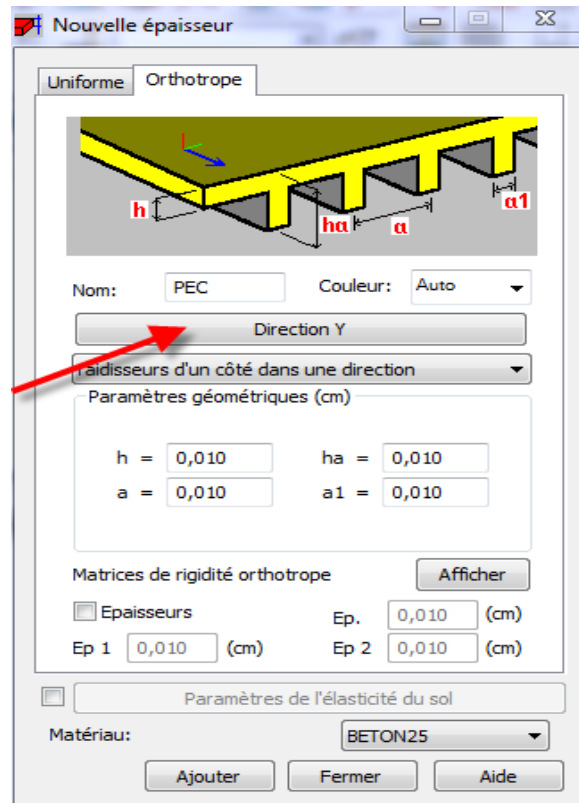 Nouvelle épaisseur
Uniforme Orthotrope
h
hα
α
α1
Nom: PEC Couleur: Auto
Direction Y
raidisseurs d'un côté dans une direction
Paramètres géométriques (cm)
h = 0,010 ha = 0,010
a = 0,010 a1 = 0,010
Matrices de rigidité orthotrope Afficher
Epaisseurs Ep. 0,010 (cm)
Ep 1 0,010 (cm) Ep 2 0,010 (cm)
Paramètres de l'élasticité du sol
Matériau: BETON25
Ajouter Fermer Aide